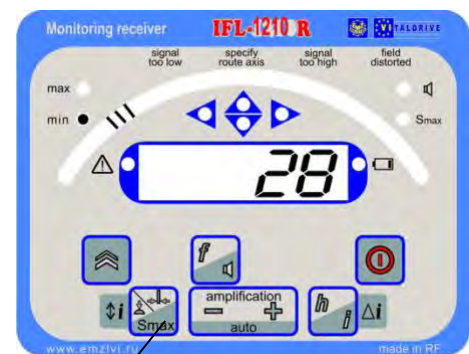 Monitoring receiver IFL-1210 R VITALDRIVE
signal too low
specify route axis
signal too high
field distorted
max
min
Smax
28
f
Smax
amplification
auto
h
i
i
Δi
www.emzivi.ru
made in RF